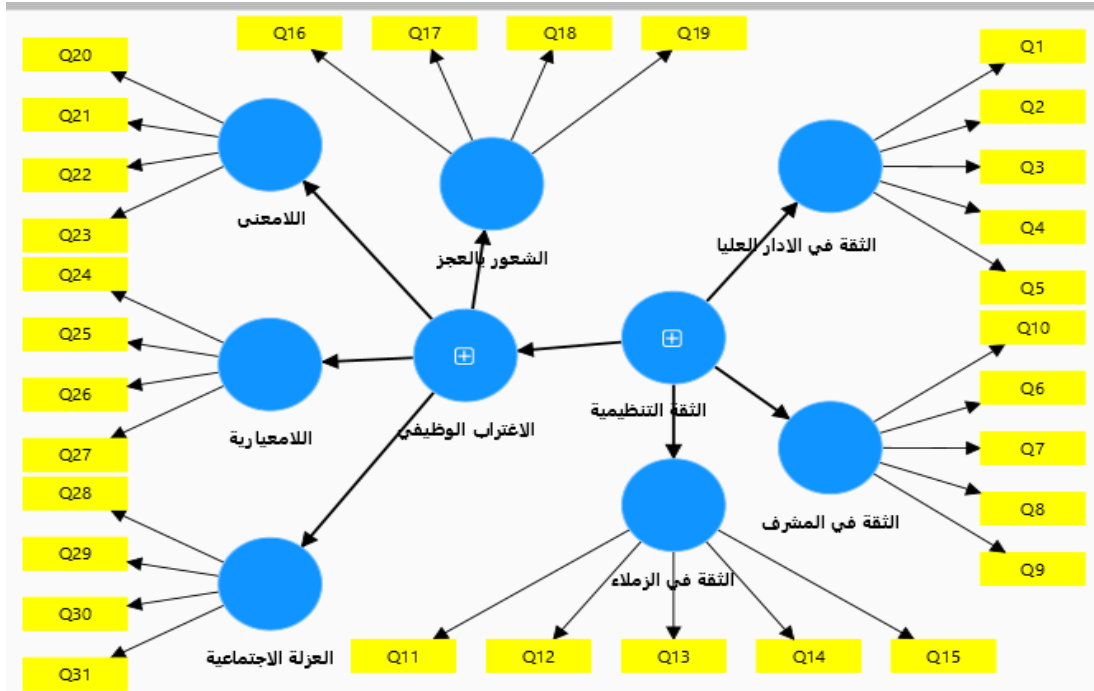 Q16
Q17
Q18
Q19
Q20
Q21
Q22
Q23
اللامعنى
الشعور بالعجز
Q1
Q2
Q3
Q4
Q5
الثقة في الادار العليا
Q24
Q25
Q26
Q27
اللامعيارية
الاغتراب الوظيفي
الثقة التنظيمية
Q10
Q6
Q7
Q8
Q9
الثقة في المشرف
Q28
Q29
Q30
Q31
العزلة الاجتماعية
الثقة في الزملاء
Q11
Q12
Q13
Q14
Q15